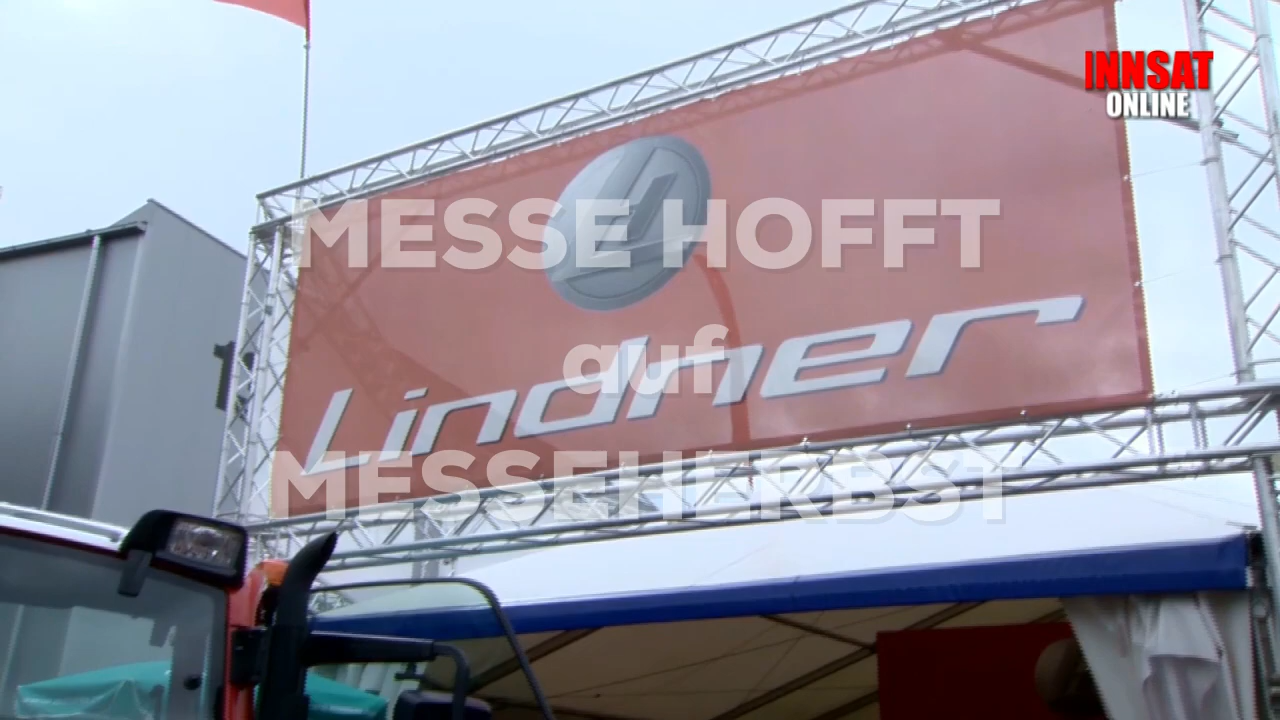 INNSAT
ONLINE
MESSE HOFFT
auf
Lindner
MESSEHERBST